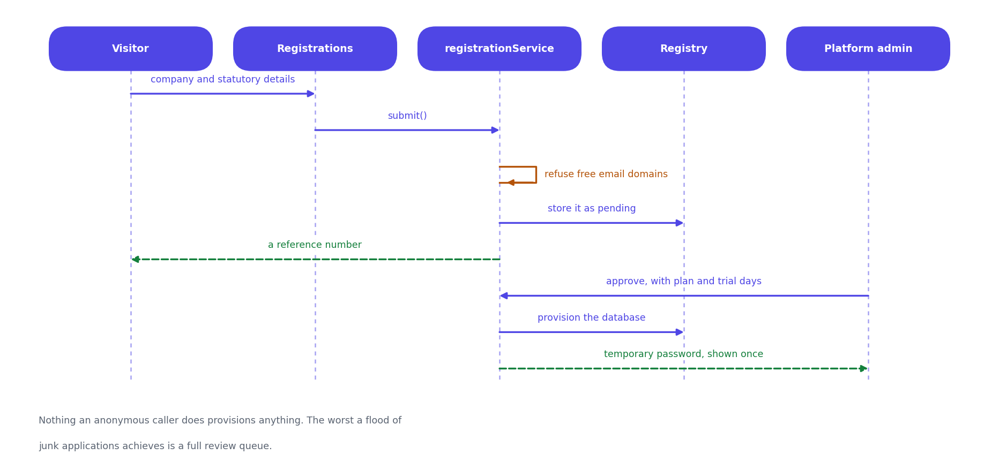 Visitor
Registrations
registrationService
Registry
Platform admin
company and statutory details
submit()
refuse free email domains
store it as pending
a reference number
approve, with plan and trial days
provision the database
temporary password, shown once
Nothing an anonymous caller does provisions anything. The worst a flood of
junk applications achieves is a full review queue.